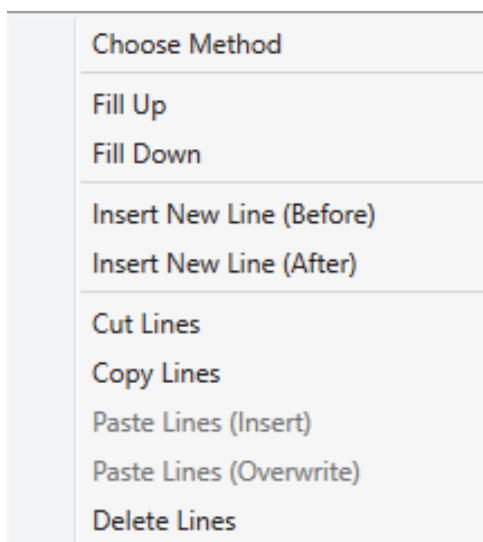 Choose Method
Fill Up
Fill Down
Insert New Line (Before)
Insert New Line (After)
Cut Lines
Copy Lines
Paste Lines (Insert)
Paste Lines (Overwrite)
Delete Lines